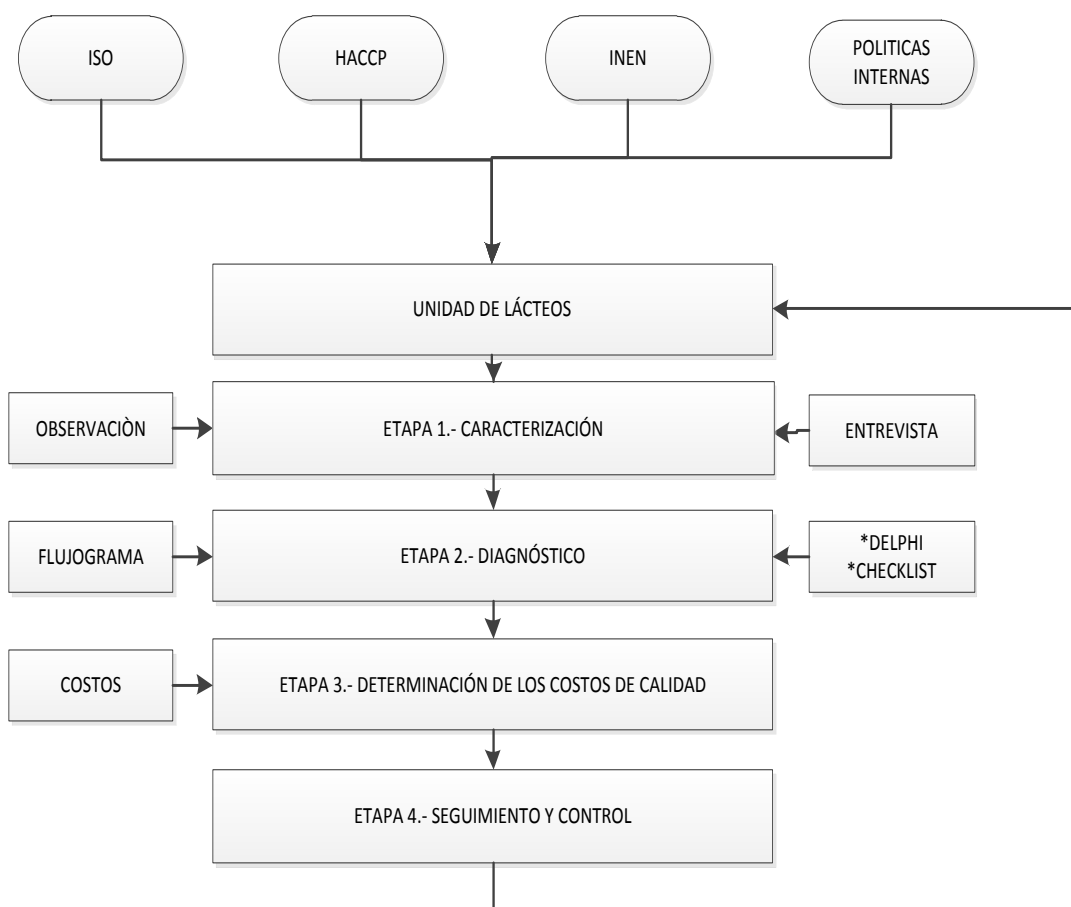 ISO
HACCP
INEN
POLITICAS
INTERNAS
UNIDAD DE LÁCTEOS
OBSERVACIÒN
ETAPA 1.- CARACTERIZACIÓN
ENTREVISTA
FLUJOGRAMA
ETAPA 2.- DIAGNÓSTICO
*DELPHI
*CHECKLIST
COSTOS
ETAPA 3.- DETERMINACIÓN DE LOS COSTOS DE CALIDAD
ETAPA 4.- SEGUIMIENTO Y CONTROL